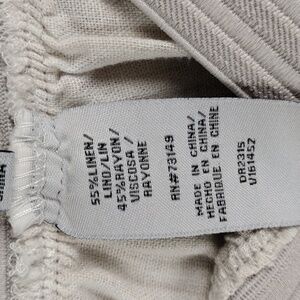 55%LINEN/
LINO/LIN
45%RAYON/
VISCOSA /
RAYONNE
RN#73149
MADE IN CHINA/
HECHO EN CHINA/
FABRIQUE EN CHINE
DR2315
V161452